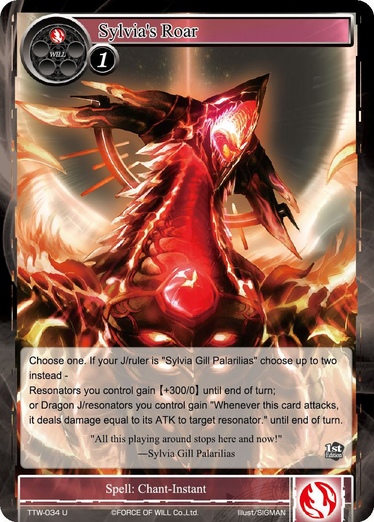 Sylvia's Roar
WILL
1
Choose one. If your J/ruler is "Sylvia Gill Palarilias" choose up to two
instead -
Resonators you control gain【+300/0】until end of turn;
or Dragon J/resonators you control gain "Whenever this card attacks,
it deals damage equal to its ATK to target resonator." until end of turn.
"All this playing around stops here and now!"
—Sylvia Gill Palarilias
1st
Edition
Spell: Chant-Instant
TTW-034 U ©FORCE OF WILL Co.,Ltd. Illust/SIGMAN